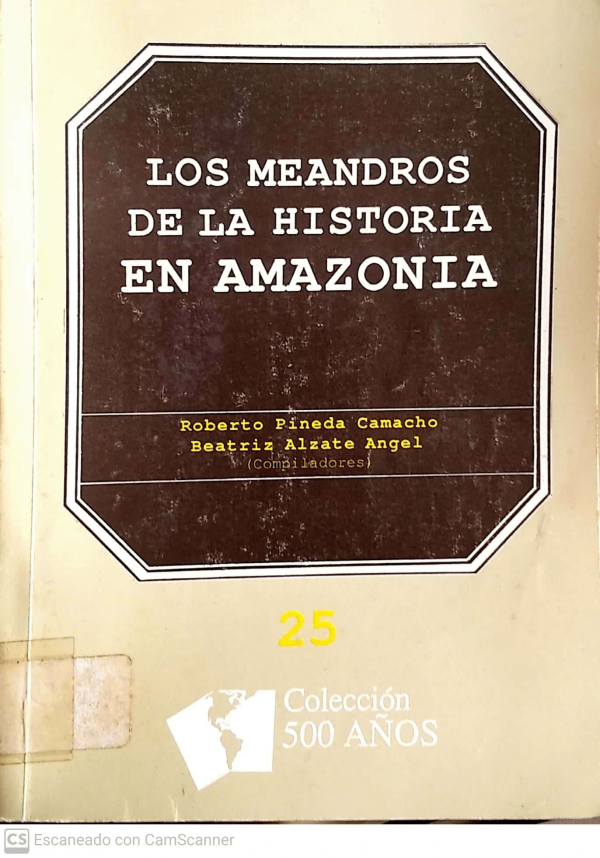 LOS MEANDROS
DE LA HISTORIA
EN AMAZONIA
Roberto Pineda Camacho
Beatriz Alzate Angel
(Compiladores)
25
Colección
500 AÑOS
CS Escaneado con CamScanner